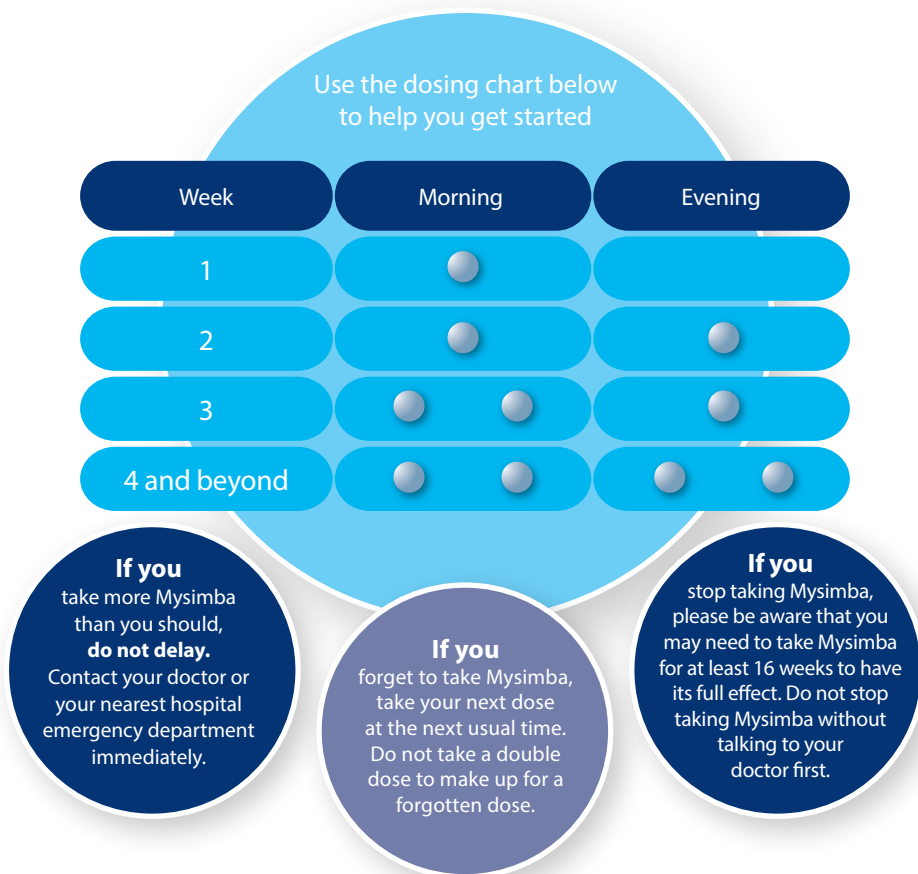 Use the dosing chart below
to help you get started
Week
Morning
Evening
1
2
3
4 and beyond
If you
take more Mysimba
than you should,
do not delay.
Contact your doctor or
your nearest hospital
emergency department
immediately.
If you
forget to take Mysimba,
take your next dose
at the next usual time.
Do not take a double
dose to make up for a
forgotten dose.
If you
stop taking Mysimba,
please be aware that you
may need to take Mysimba
for at least 16 weeks to have
its full effect. Do not stop
taking Mysimba without
talking to your
doctor first.